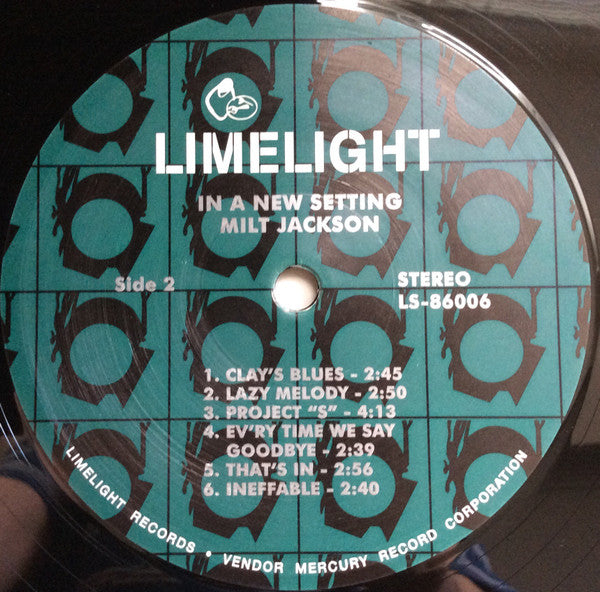 LIMELIGHT
IN A NEW SETTING
MILT JACKSON
Side 2
STEREO
LS-86006
1. CLAY'S BLUES - 2:45
2. LAZY MELODY - 2:50
3. PROJECT "S" - 4:13
4. EV'RY TIME WE SAY
GOODBYE - 2:39
5. THAT'S IN - 2:56
6. INEFFABLE - 2:40
LIMELIGHT RECORDS • VENDOR MERCURY RECORD CORPORATION